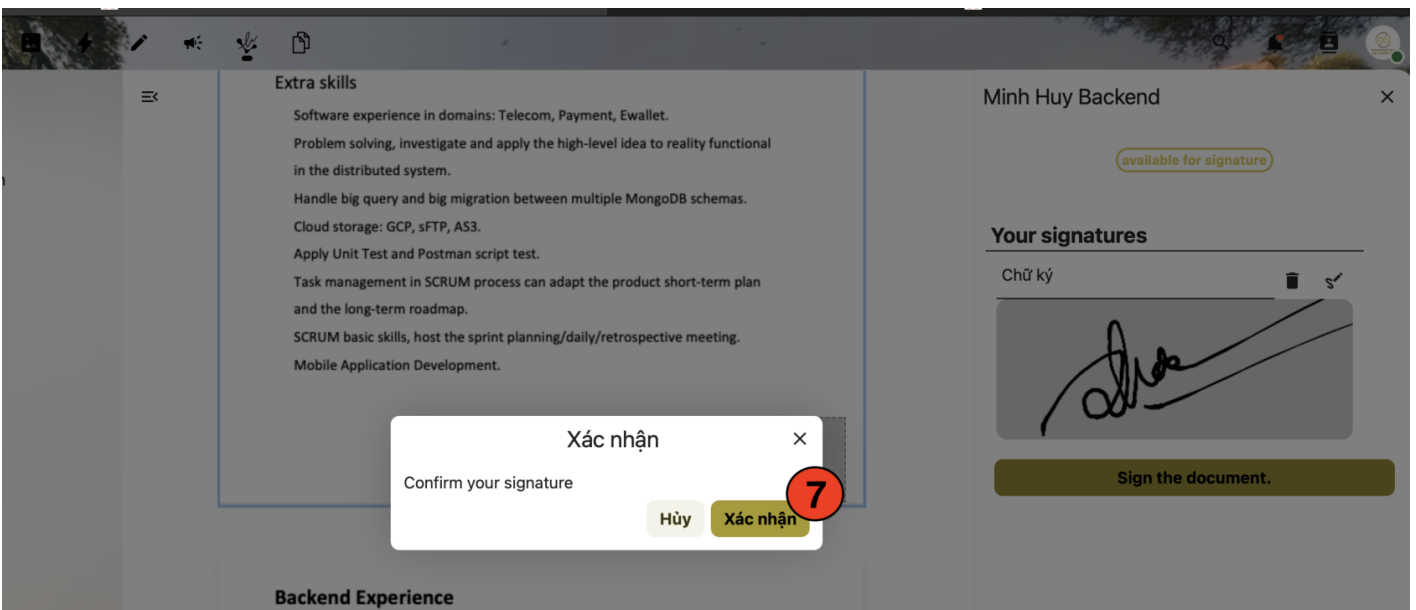 Extra skills
Software experience in domains: Telecom, Payment, Ewallet.
Problem solving, investigate and apply the high-level idea to reality functional
in the distributed system.
Handle big query and big migration between multiple MongoDB schemas.
Cloud storage: GCP, sFTP, AS3.
Apply Unit Test and Postman script test.
Task management in SCRUM process can adapt the product short-term plan
and the long-term roadmap.
SCRUM basic skills, host the sprint planning/daily/retrospective meeting.
Mobile Application Development.
Xác nhận
Confirm your signature
7
Hủy
Xác nhận
Backend Experience
Minh Huy Backend
available for signature
Your signatures
Chữ ký
Sign the document.